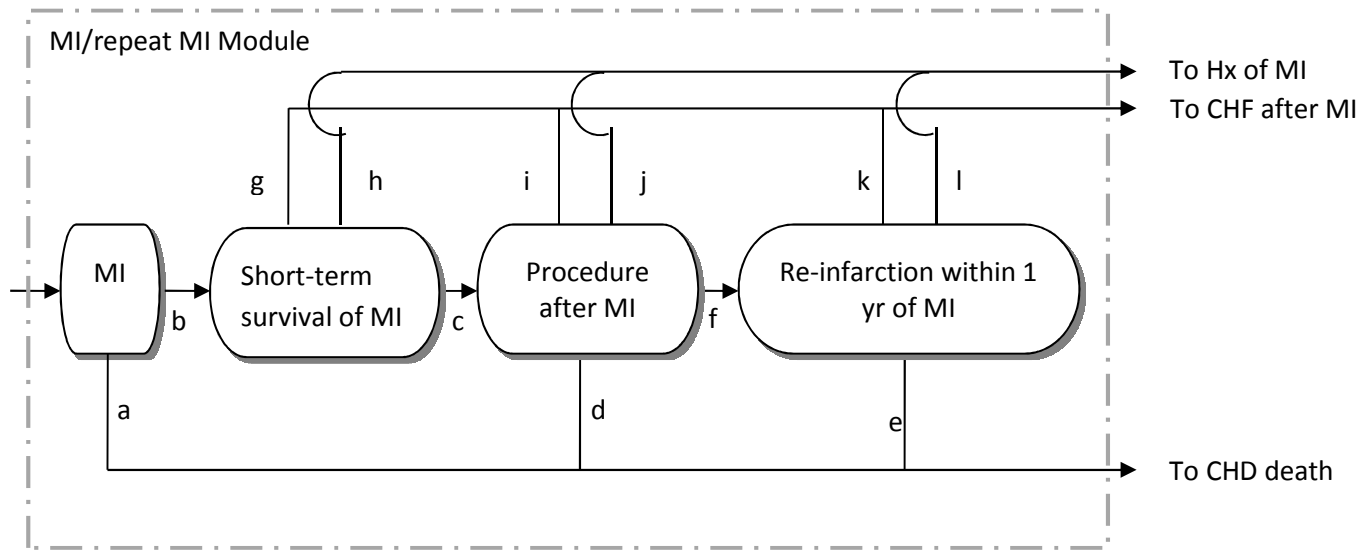 MI/repeat MI Module
To Hx of MI
To CHF after MI
g
h
i
j
k
l
MI
Short-term
survival of MI
Procedure
after MI
Re-infarction within 1
yr of MI
b
c
f
a
d
e
To CHD death